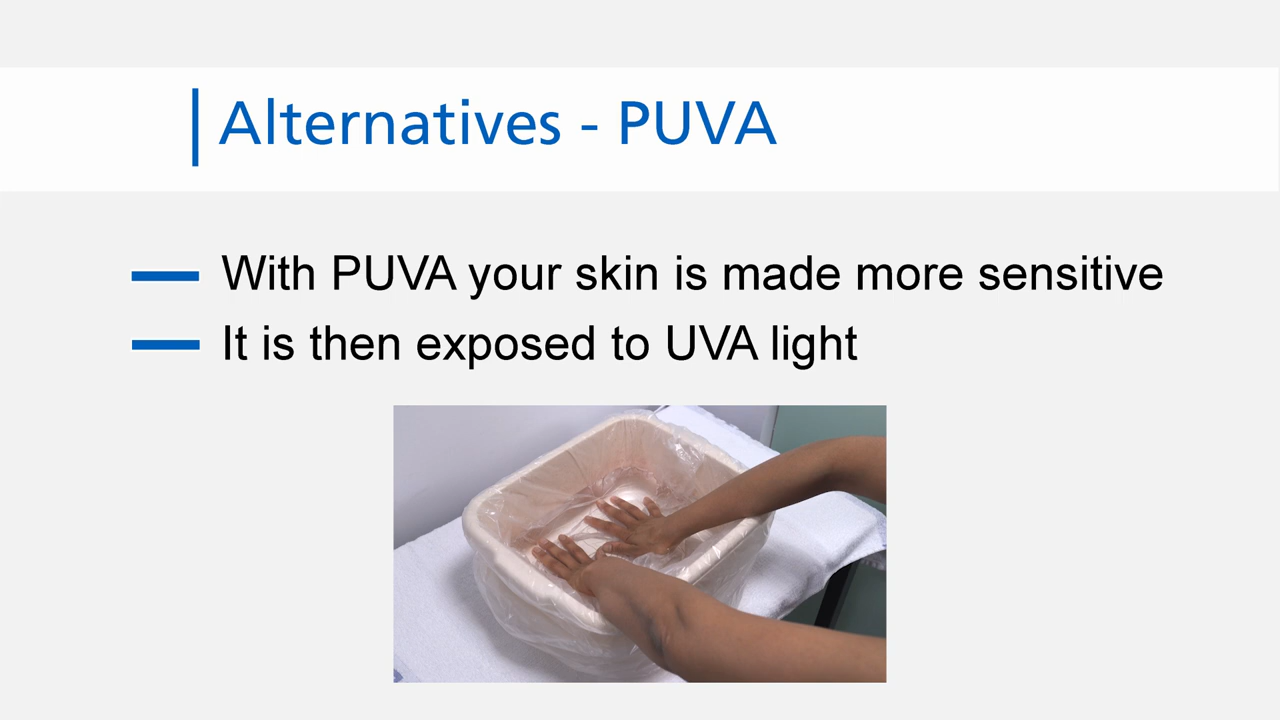 Alternatives - PUVA
With PUVA your skin is made more sensitive
It is then exposed to UVA light